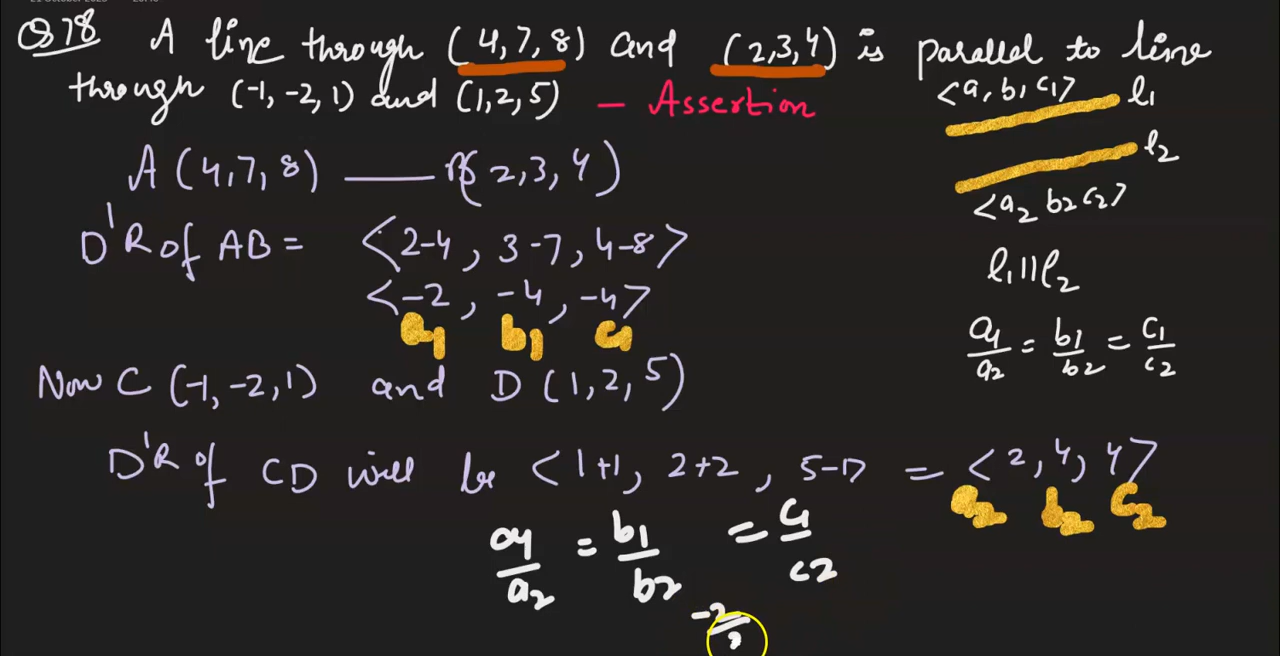 Q78 A line through (4,7,8) and (2,3,4) is parallel to line
through (-1, -2, 1) and (1,2,5) – Assertion
<a, b, c1> l1
l2
<a2 b2 c2>
l1 || l2
a1/a2 = b1/b2 = c1/c2
A (4,7,8) —— B( 2,3,4)
D'R of AB = <2-4, 3-7, 4-8>
<-2, -4, -4>
a1 b1 c1
Now C (-1, -2, 1) and D (1,2,5)
D'R of CD will be <1+1, 2+2, 5-1> = <2, 4, 4>
a2 b2 c2
a1/a2 = b1/b2 = c1/c2
-2/2